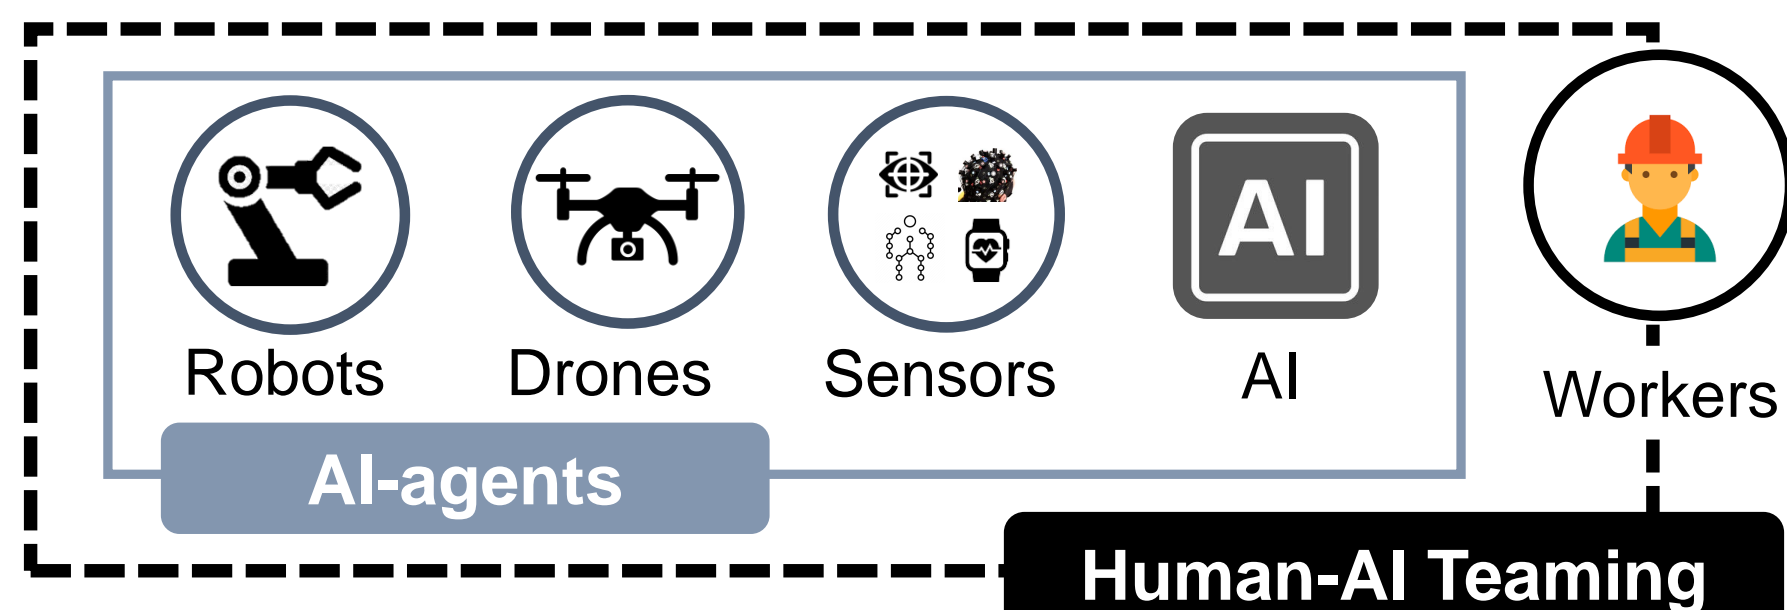 AI
Robots
Drones
Sensors
AI
Workers
AI-agents
Human-AI Teaming